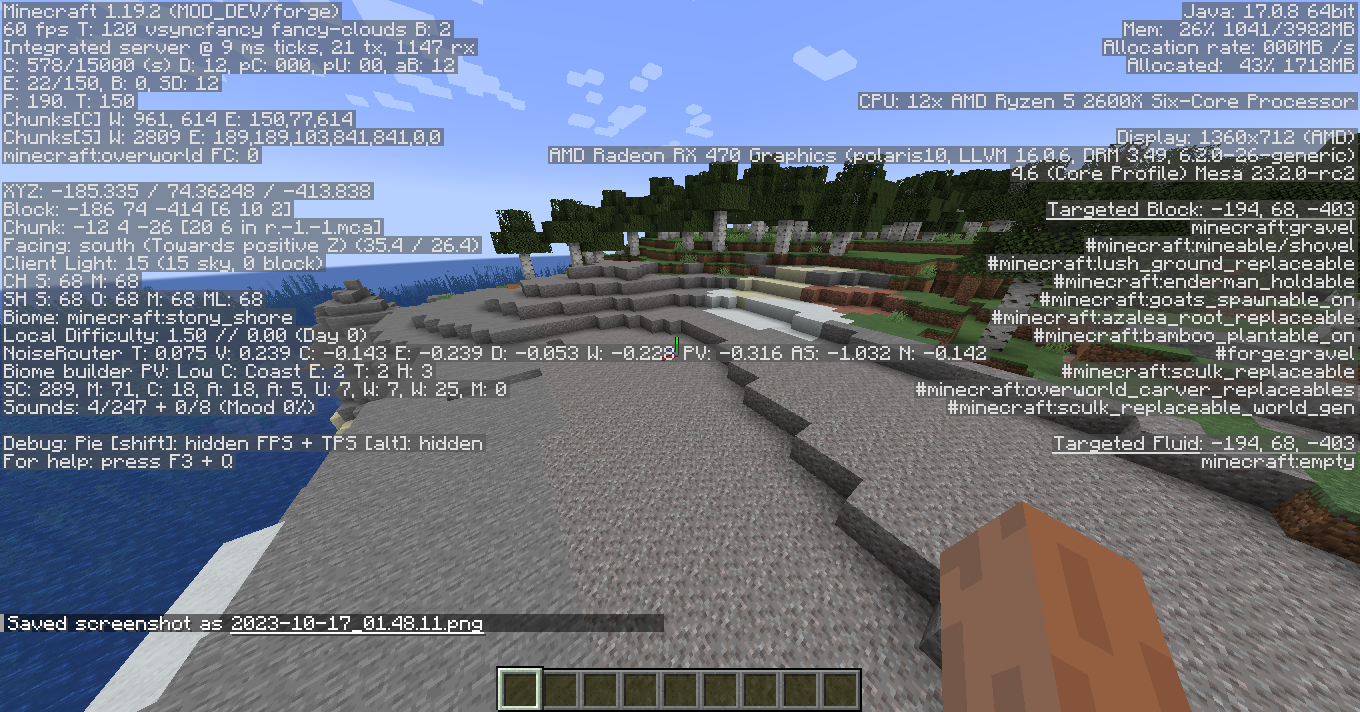 Minecraft 1.19.2 (MOD_DEV/forge)
60 fps T: 120 vsyncfancy fancy-clouds B: 2
Integrated server @ 9 ms ticks, 21 tx, 1147 rx
C: 578/15000 (s) D: 12, pC: 000, pU: 00, aB: 12
E: 22/150, B: 0, SD: 12
P: 190. T: 150
Chunks[C] W: 961, 614 E: 150,77,614
Chunks[S] W: 2809 E: 189,189,103,841,841,0,0
minecraft:overworld FC: 0
XYZ: -185.335 / 74.36248 / -413.838
Block: -186 74 -414 [6 10 2]
Chunk: -12 4 -26 [20 6 in r.-1.-1.mca]
Facing: south (Towards positive Z) (35.4 / 26.4)
Client Light: 15 (15 sky, 0 block)
CH S: 68 M: 68
SH S: 68 O: 68 M: 68 ML: 68
Biome: minecraft:stony_shore
Local Difficulty: 1.50 // 0.00 (Day 0)
NoiseRouter T: 0.075 V: 0.239 C: -0.143 E: -0.239 D: -0.053 W: -0.228 PV: -0.316 AS: -1.032 N: -0.142
Biome builder PV: Low C: Coast E: 2 T: 2 H: 3
SC: 289, M: 71, C: 18, A: 18, A: 5, U: 7, W: 7, W: 25, M: 0
Sounds: 4/247 + 0/8 (Mood 0%)
Debug: Pie [shift]: hidden FPS + TPS [alt]: hidden
For help: press F3 + Q
Java: 17.0.8 64bit
Mem: 26% 1041/3982MB
Allocation rate: 000MB /s
Allocated: 43% 1718MB
CPU: 12x AMD Ryzen 5 2600X Six-Core Processor
Display: 1360x712 (AMD)
AMD Radeon RX 470 Graphics (polaris10, LLVM 16.0.6, DRM 3.49, 6.2.0-26-generic)
4.6 (Core Profile) Mesa 23.2.0-rc2
Targeted Block: -194, 68, -403
minecraft:gravel
#minecraft:mineable/shovel
#minecraft:lush_ground_replaceable
#minecraft:enderman_holdable
#minecraft:goats_spawnable_on
#minecraft:azalea_root_replaceable
#minecraft:bamboo_plantable_on
#forge:gravel
#minecraft:sculk_replaceable
#minecraft:overworld_carver_replaceables
#minecraft:sculk_replaceable_world_gen
Targeted Fluid: -194, 68, -403
minecraft:empty
Saved screenshot as 2023-10-17_01.48.11.png